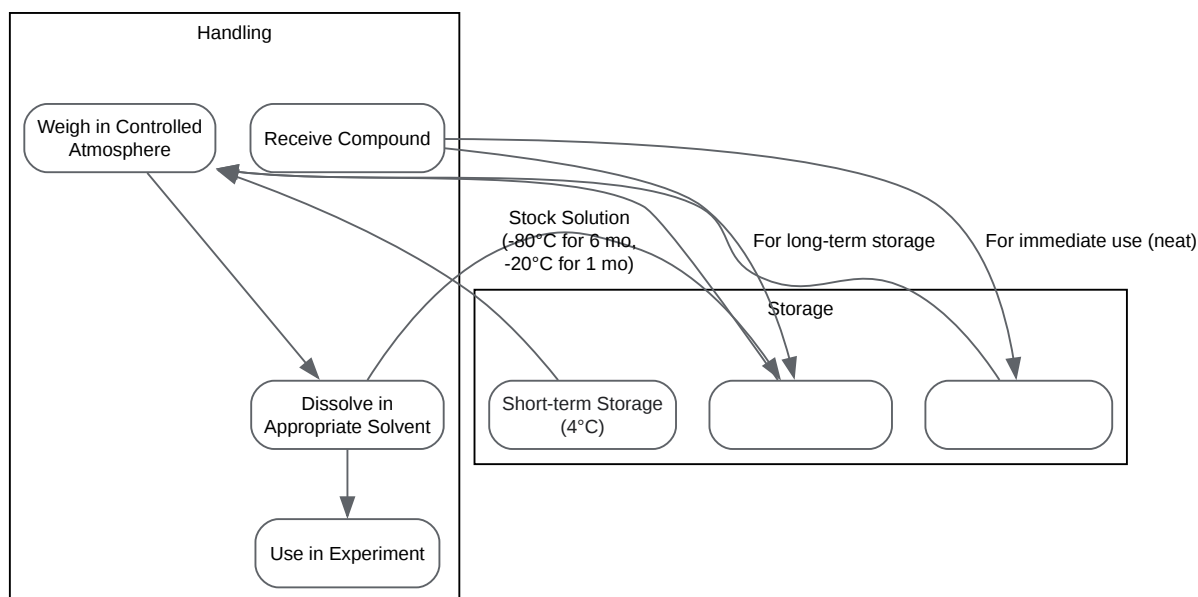 Handling
Weigh in Controlled
Atmosphere
Receive Compound
Stock Solution
(-80°C for 6 mo,
-20°C for 1 mo)
For long-term storage
For immediate use (neat)
Storage
Dissolve in
Appropriate Solvent
Short-term Storage
(4°C)
Use in Experiment